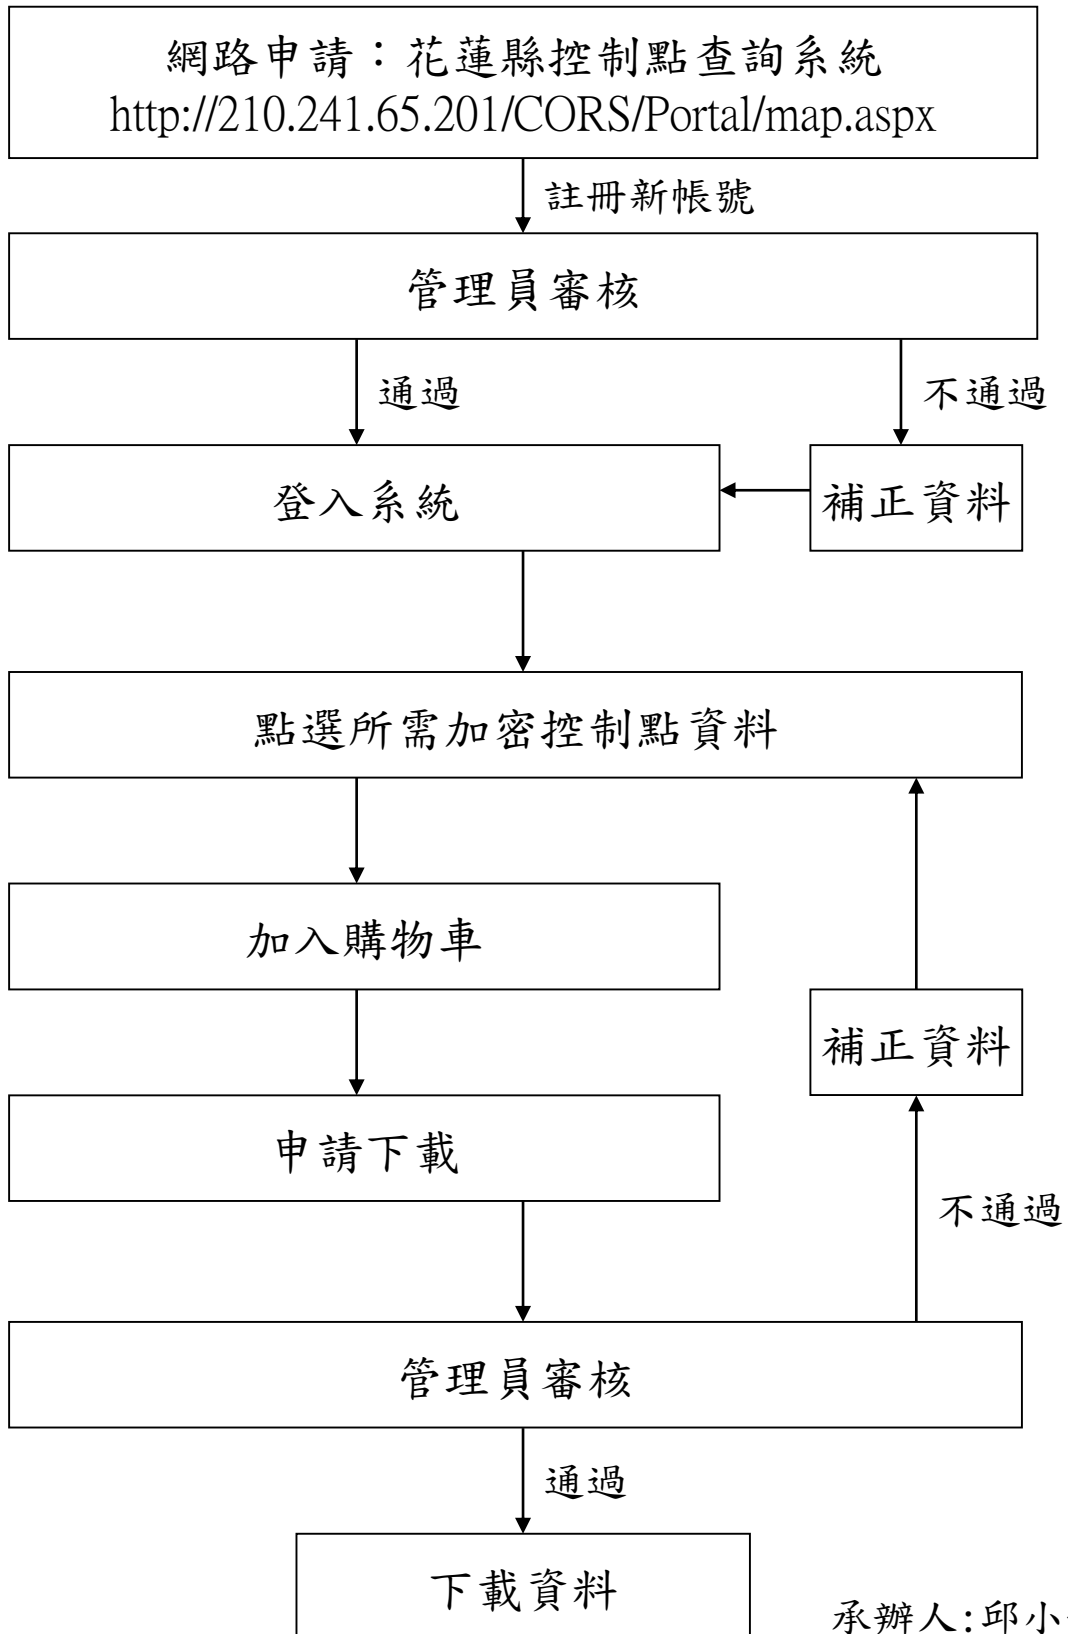 網路申請：花蓮縣控制點查詢系統
http://210.241.65.201/CORS/Portal/map.aspx
註冊新帳號
管理員審核
通過
不通過
登入系統
補正資料
點選所需加密控制點資料
加入購物車
補正資料
申請下載
不通過
管理員審核
通過
下載資料
承辦人:邱小